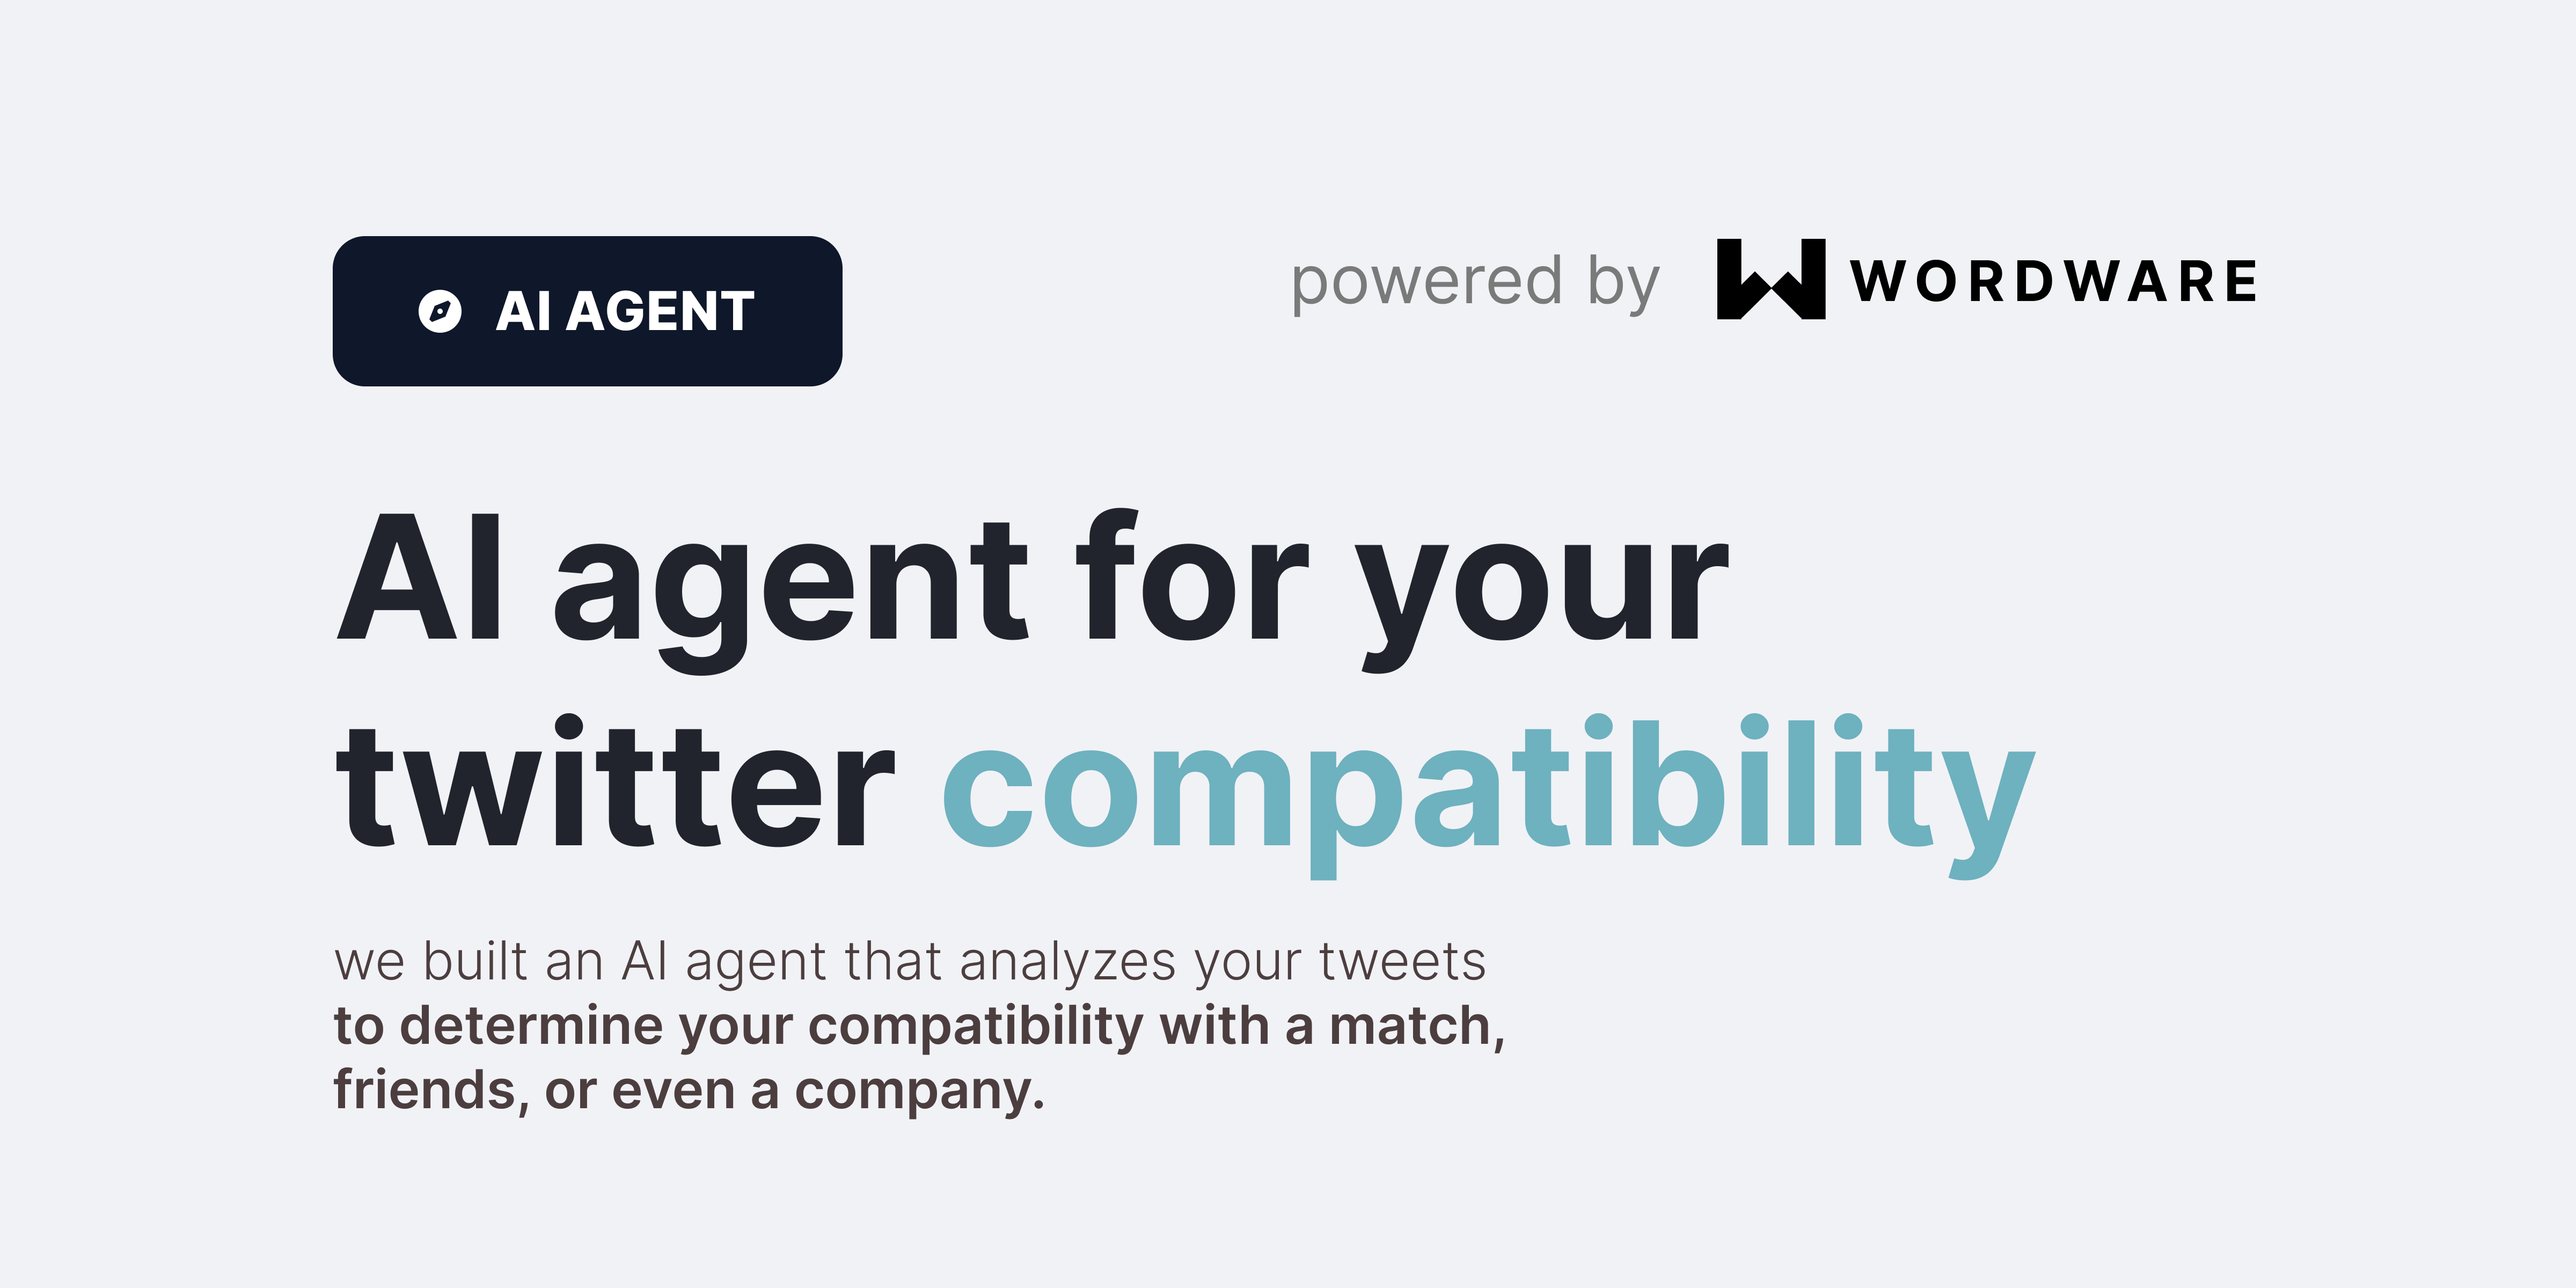 AI AGENT
powered by WORDWARE
AI agent for your
twitter compatibility
we built an AI agent that analyzes your tweets
to determine your compatibility with a match,
friends, or even a company.